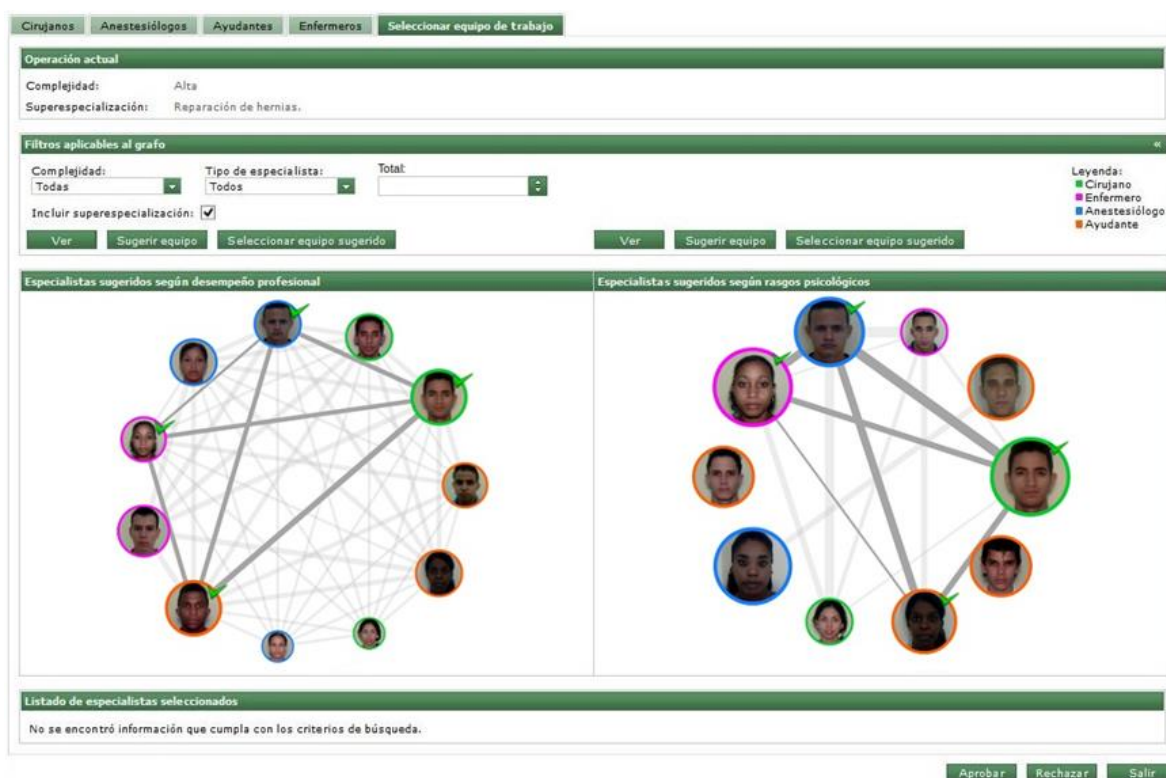 Cirujanos Anestesiólogos Ayudantes Enfermeros Seleccionar equipo de trabajo
Operación actual
Complejidad: Alta
Superespecialización: Reparación de hernias.
Filtros aplicables al grafo «
Complejidad: Tipo de especialista: Total: Leyenda:
Todas Todos Cirujano
Enfermero
Incluir superespecialización: Anestesiólogo
Ayudante
Ver Sugerir equipo Seleccionar equipo sugerido Ver Sugerir equipo Seleccionar equipo sugerido
Especialistas sugeridos según desempeño profesional Especialistas sugeridos según rasgos psicológicos
Listado de especialistas seleccionados
No se encontró información que cumpla con los criterios de búsqueda.
Aprobar Rechazar Salir